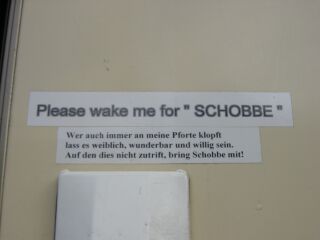 Please wake me for " SCHOBBE "
Wer auch immer an meine Pforte klopft
lass es weiblich, wunderbar und willig sein.
Auf den dies nicht zutrift, bring Schobbe mit!